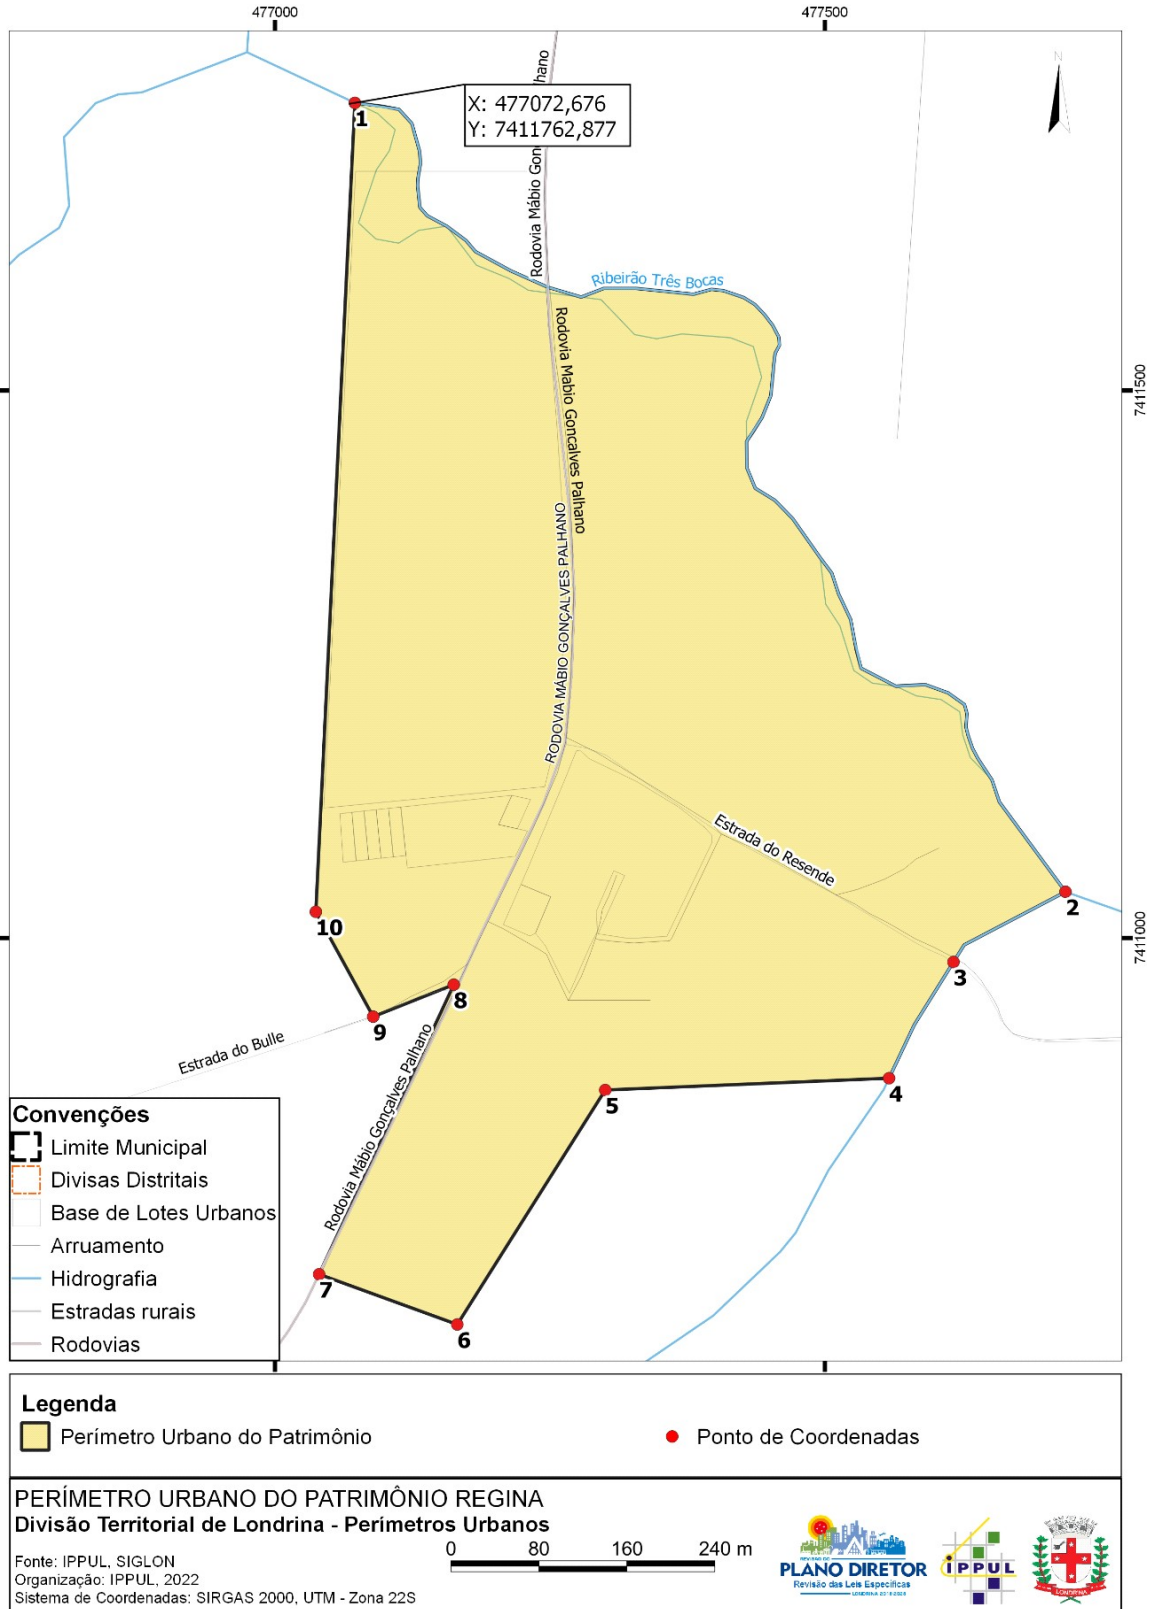 477000
477500
N
1
X: 477072,676
Y: 7411762,877
Rodovia Mábio Gon
hano
Ribeirão Três Bocas
Rodovia Mabio Goncalves Palhano
7411500
RODOVIA MÁBIO GONÇALVES PALHANO
Estrada do Resende
2
10
3
7411000
8
9
Estrada do Bulle
Rodovia Mábio Gonçalves Palhano
4
5
7
6
Convenções
Limite Municipal
Divisas Distritais
Base de Lotes Urbanos
Arruamento
Hidrografia
Estradas rurais
Rodovias
Legenda
Perímetro Urbano do Patrimônio
Ponto de Coordenadas
PERÍMETRO URBANO DO PATRIMÔNIO REGINA
Divisão Territorial de Londrina - Perímetros Urbanos
Fonte: IPPUL, SIGLON
Organização: IPPUL, 2022
Sistema de Coordenadas: SIRGAS 2000, UTM - Zona 22S
0 80 160 240 m
REVISÃO DO
PLANO DIRETOR
Revisão das Leis Específicas
iPPUL
LONDRINA